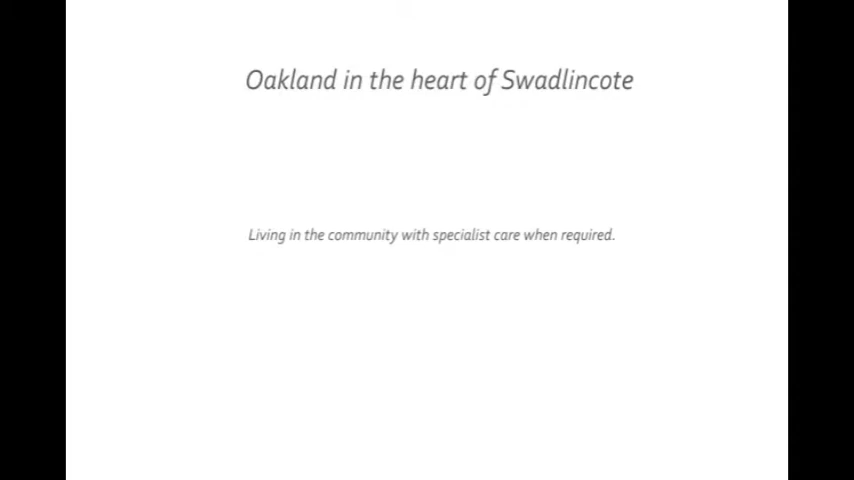 Oakland in the heart of Swadlincote
Living in the community with specialist care when required.